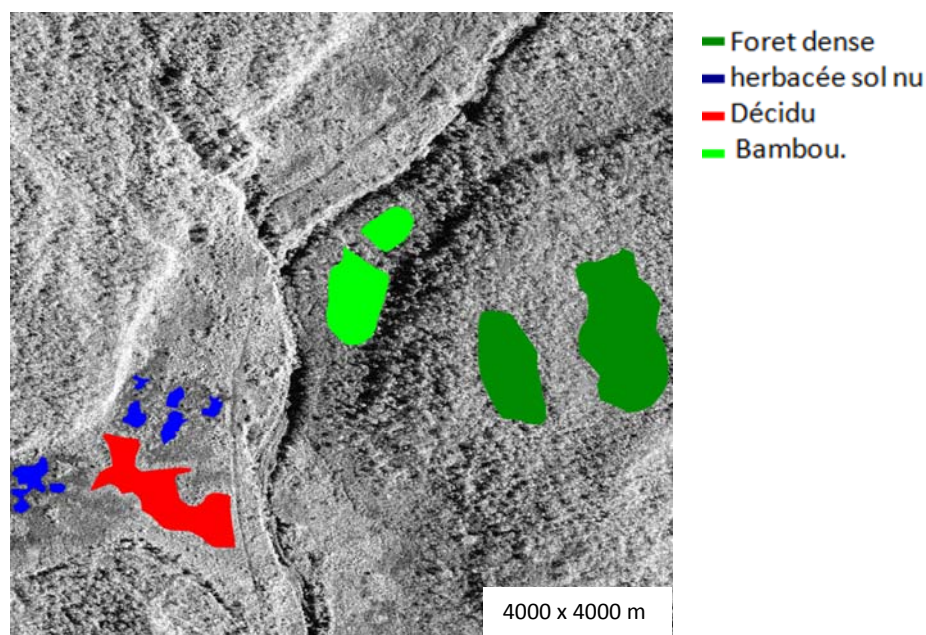 Foret dense
herbacée sol nu
Décidu
Bambou.
4000 x 4000 m